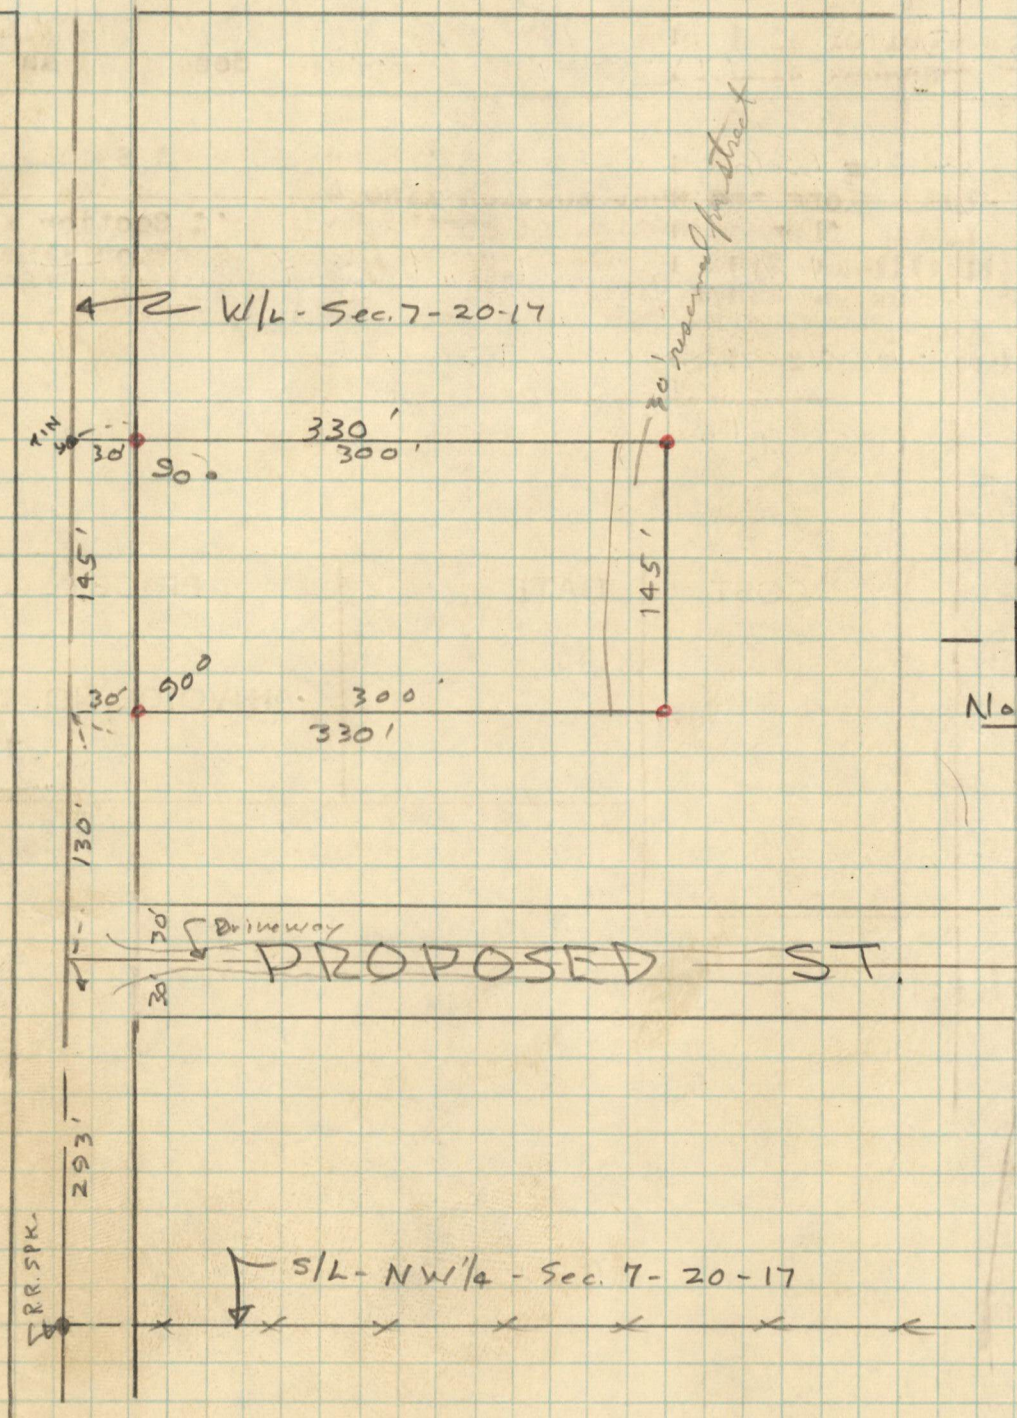 30' reserved for street
W/L - Sec. 7-20-17
T.I.N
30'
330'
300'
90°
145'
145'
90°
30'
300'
330'
No
130'
30'
Driveway
PROPOSED ST.
30'
293'
S/L - NW 1/4 - Sec. 7-20-17
R.R. SPK.